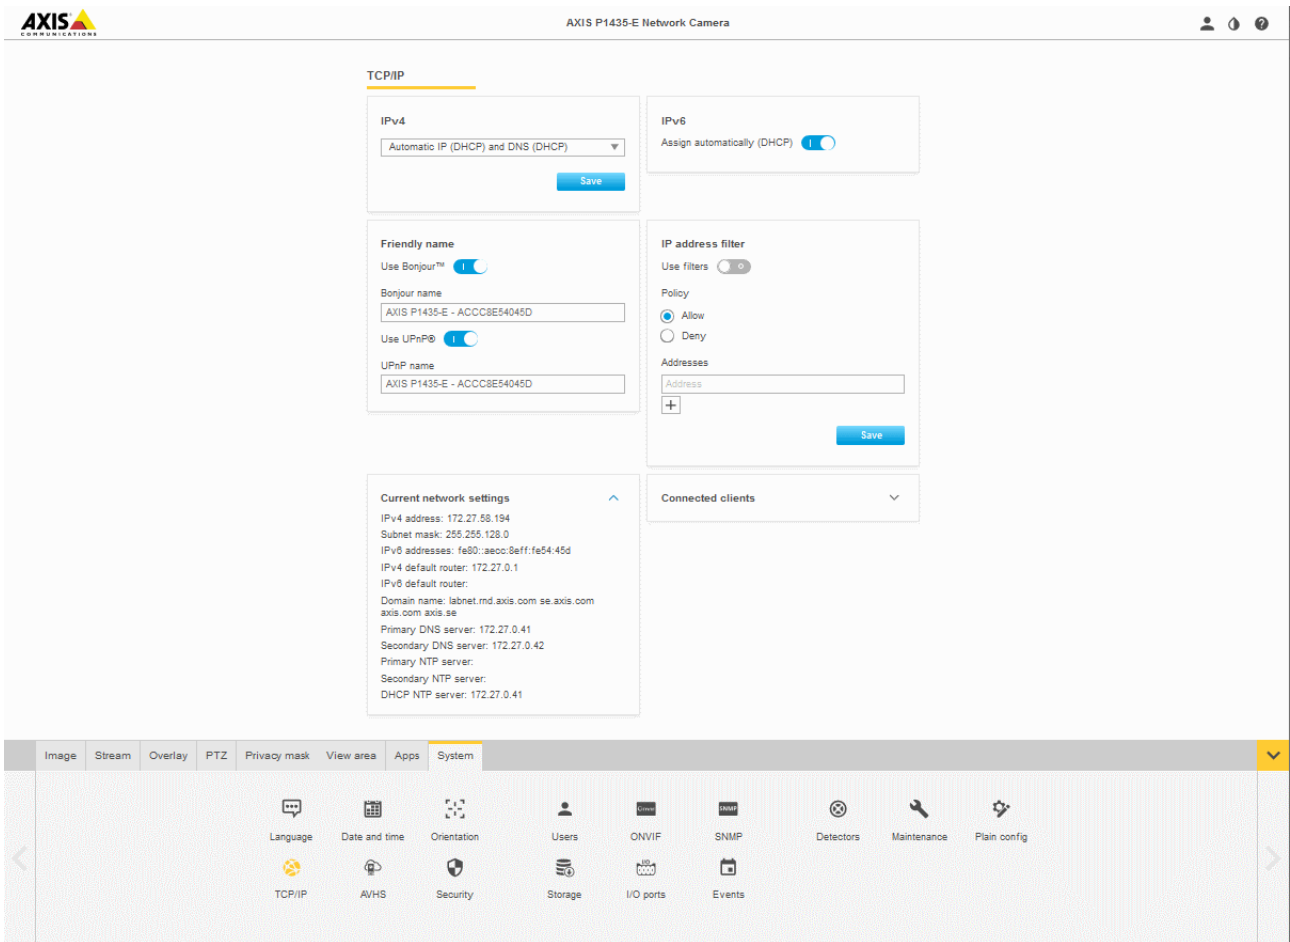 AXIS
COMMUNICATIONS
AXIS P1435-E Network Camera
TCP/IP
IPv4
Automatic IP (DHCP) and DNS (DHCP)
Save
IPv6
Assign automatically (DHCP)
Friendly name
Use Bonjour™
Bonjour name
AXIS P1435-E - ACCC8E54045D
Use UPnP®
UPnP name
AXIS P1435-E - ACCC8E54045D
IP address filter
Use filters
Policy
Allow
Deny
Addresses
Address
Save
Current network settings
IPv4 address: 172.27.58.194
Subnet mask: 255.255.128.0
IPv6 addresses: fe80::aecc:8eff:fe54:45d
IPv4 default router: 172.27.0.1
IPv6 default router:
Domain name: labnet.rnd.axis.com se.axis.com
axis.com axis.se
Primary DNS server: 172.27.0.41
Secondary DNS server: 172.27.0.42
Primary NTP server:
Secondary NTP server:
DHCP NTP server: 172.27.0.41
Connected clients
Image Stream Overlay PTZ Privacy mask View area Apps System
Language Date and time Orientation Users ONVIF SNMP Detectors Maintenance Plain config
TCP/IP AVHS Security Storage I/O ports Events